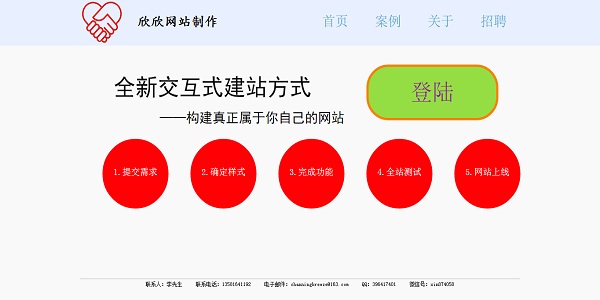 欣欣网站制作 首页 案例 关于 招聘
全新交互式建站方式
登陆
——构建真正属于你自己的网站
1.提交需求 2.确定样式 3.完成功能 4.全站测试 5.网站上线
联系人：李先生 联系电话：13501641192 电子邮件：channingbreeze@163.com QQ：398417401 微信号：xin374050